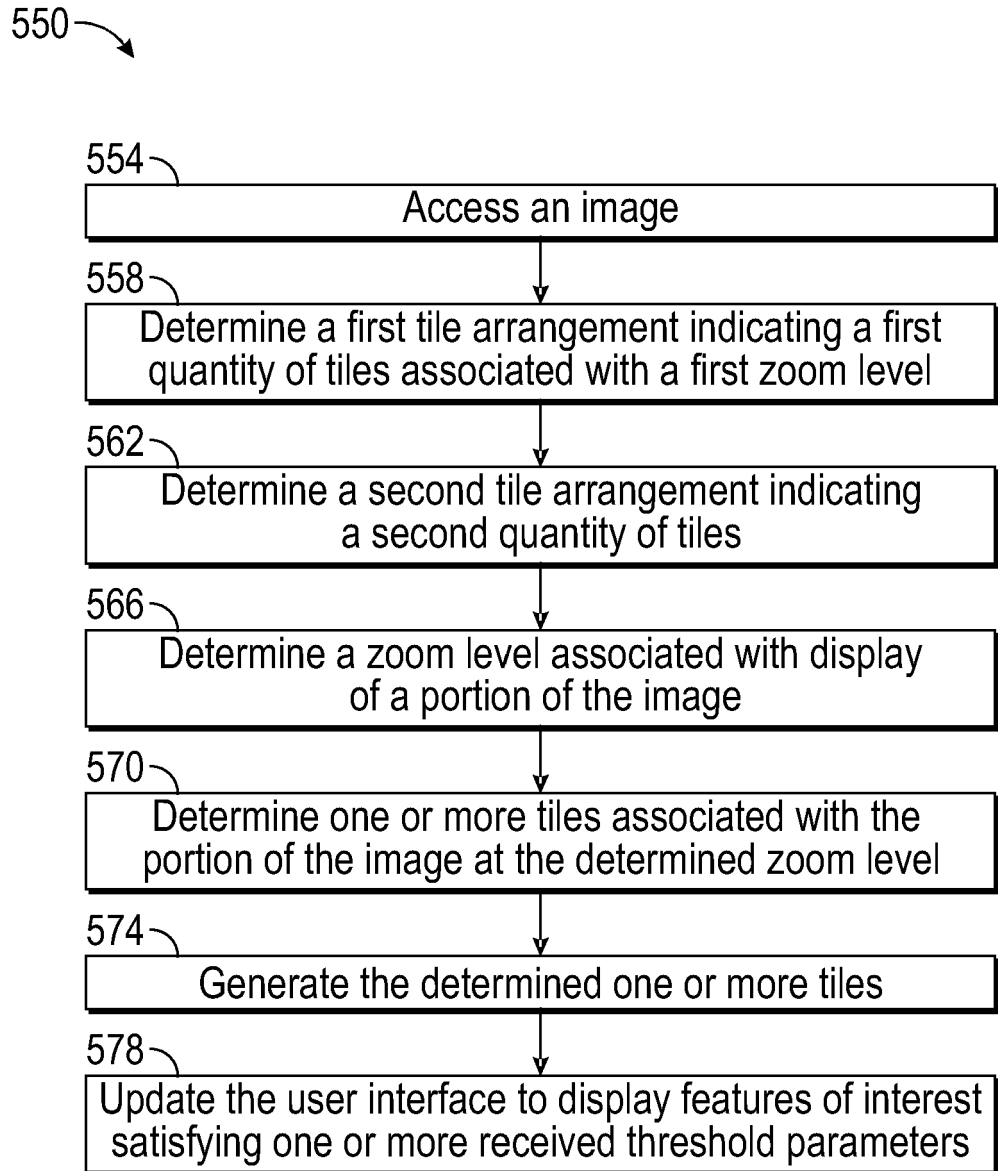 550
554
Access an image
558
Determine a first tile arrangement indicating a first
quantity of tiles associated with a first zoom level
562
Determine a second tile arrangement indicating
a second quantity of tiles
566
Determine a zoom level associated with display
of a portion of the image
570
Determine one or more tiles associated with the
portion of the image at the determined zoom level
574
Generate the determined one or more tiles
578
Update the user interface to display features of interest
satisfying one or more received threshold parameters